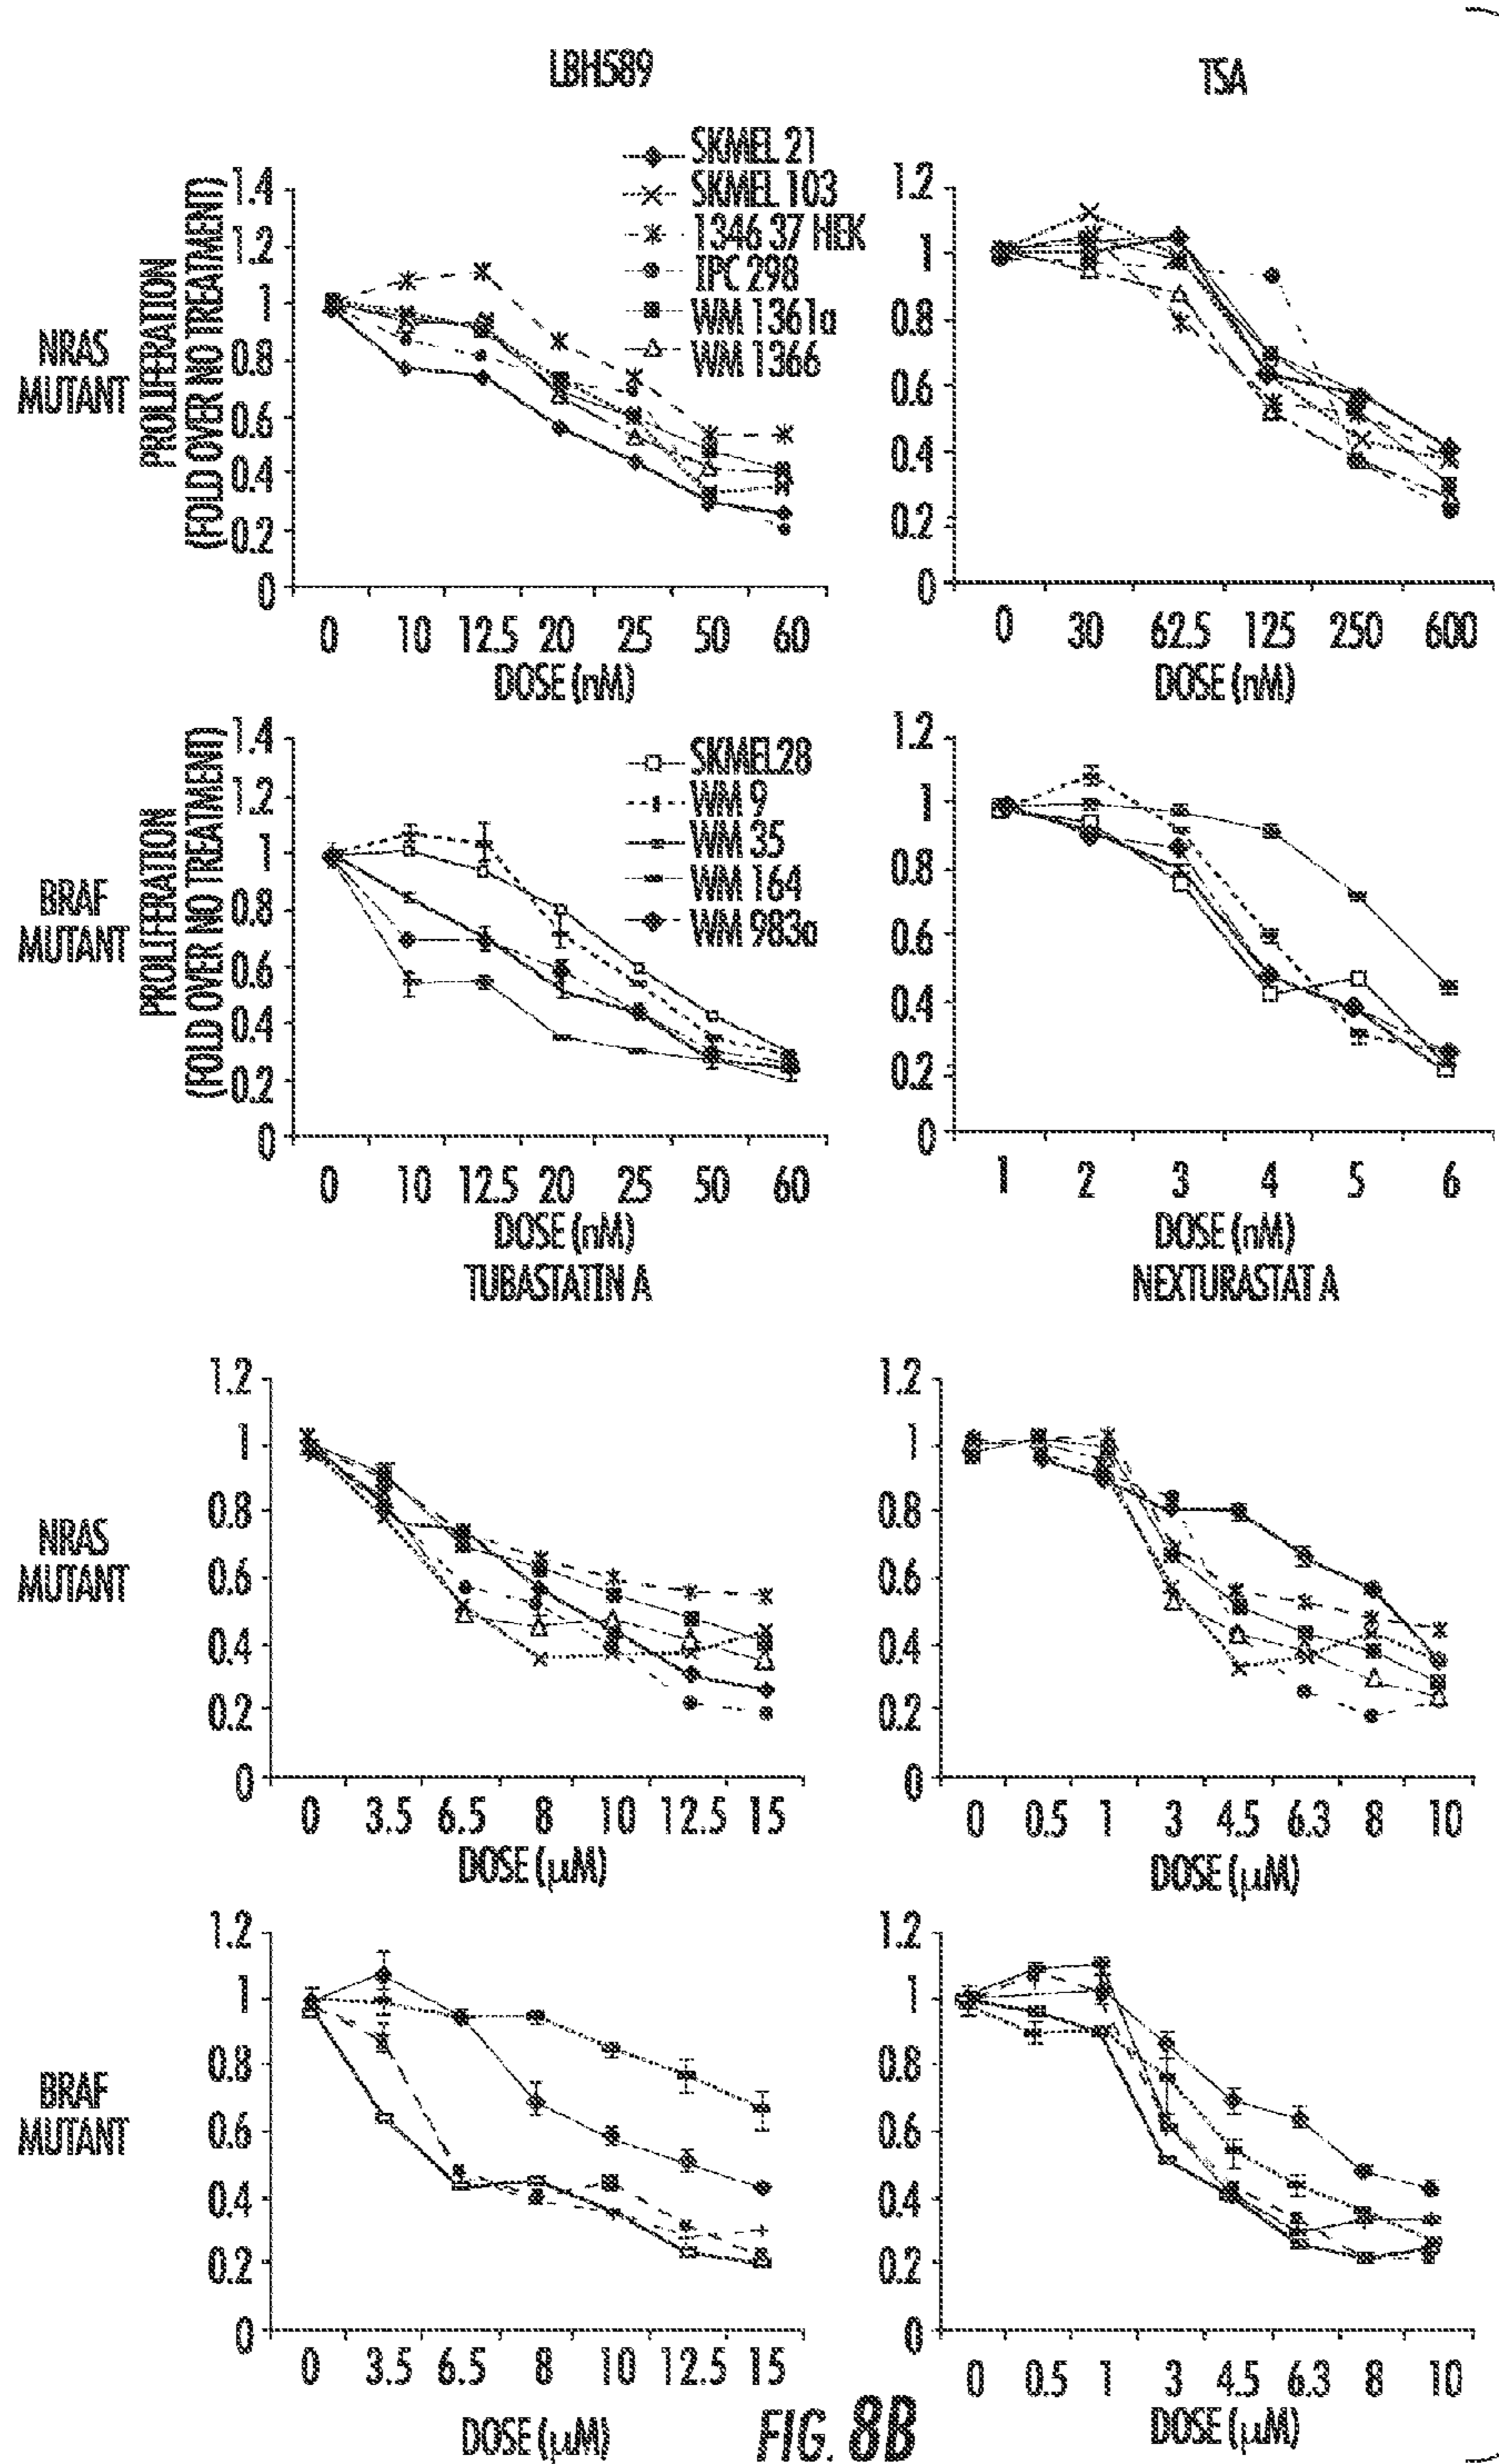 LBH589
TSA
NRAS
MUTANT
PROLIFERATION
(FOLD OVER NO TREATMENT)
1.4
1.2
1
0.8
0.6
0.4
0.2
0
SKMEL 21
SKMEL 103
1346 37 HEK
IPC 298
WM 1361a
WM 1366
0 10 12.5 20 25 50 60
DOSE (nM)
1.2
1
0.8
0.6
0.4
0.2
0
0 30 62.5 125 250 600
DOSE (nM)
BRAF
MUTANT
PROLIFERATION
(FOLD OVER NO TREATMENT)
1.4
1.2
1
0.8
0.6
0.4
0.2
0
SKMEL28
WM 9
WM 35
WM 164
WM 983a
0 10 12.5 20 25 50 60
DOSE (nM)
1.2
1
0.8
0.6
0.4
0.2
0
1 2 3 4 5 6
DOSE (nM)
TUBASTATIN A
NEXTURASTAT A
NRAS
MUTANT
1.2
1
0.8
0.6
0.4
0.2
0
0 3.5 6.5 8 10 12.5 15
DOSE (µM)
1.2
1
0.8
0.6
0.4
0.2
0
0 0.5 1 3 4.5 6.3 8 10
DOSE (µM)
BRAF
MUTANT
1.2
1
0.8
0.6
0.4
0.2
0
0 3.5 6.5 8 10 12.5 15
DOSE (µM)
1.2
1
0.8
0.6
0.4
0.2
0
0 0.5 1 3 4.5 6.3 8 10
DOSE (µM)
FIG. 8B